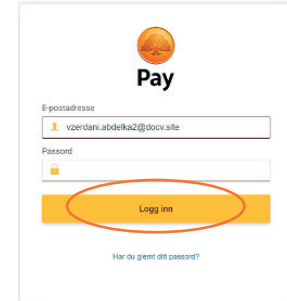 Pay
E-postadresse
vzerdani.abdelka2@docv.site
Passord
Logg inn
Har du glemt ditt passord?